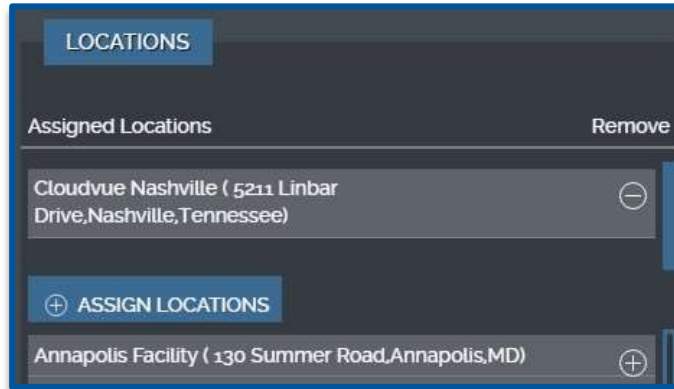 LOCATIONS
Assigned Locations Remove
Cloudvue Nashville ( 5211 Linbar
Drive,Nashville,Tennessee)
ASSIGN LOCATIONS
Annapolis Facility ( 130 Summer Road,Annapolis,MD)